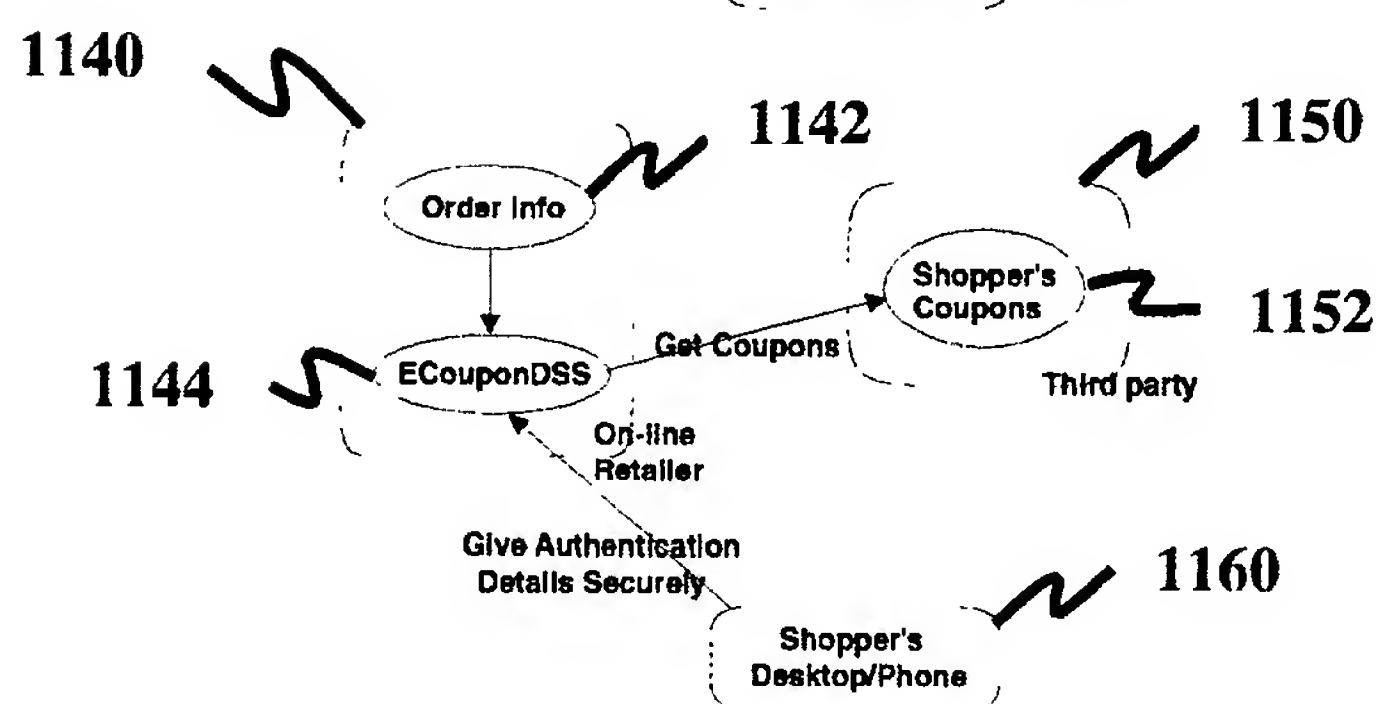 1140
1142
1150
Order Info
Shopper's
Coupons
1152
Get Coupons
ECouponDSS
1144
Third party
On-line
Retailer
Give Authentication
Details Securely
1160
Shopper's
Desktop/Phone